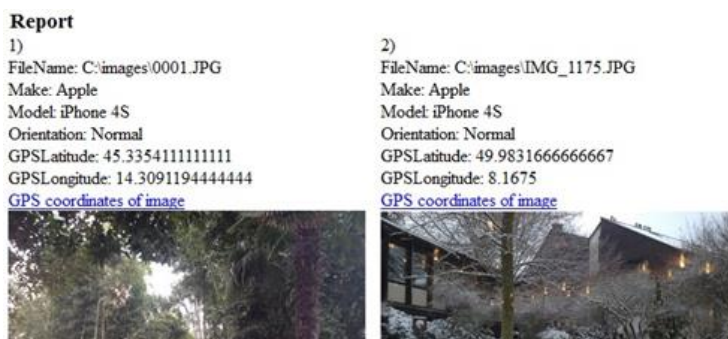 Report
1)
FileName: C:\images\0001.JPG
Make: Apple
Model: iPhone 4S
Orientation: Normal
GPSLatitude: 45.3354111111111
GPSLongitude: 14.3091194444444
GPS coordinates of image
2)
FileName: C:\images\IMG_1175.JPG
Make: Apple
Model: iPhone 4S
Orientation: Normal
GPSLatitude: 49.9831666666667
GPSLongitude: 8.1675
GPS coordinates of image